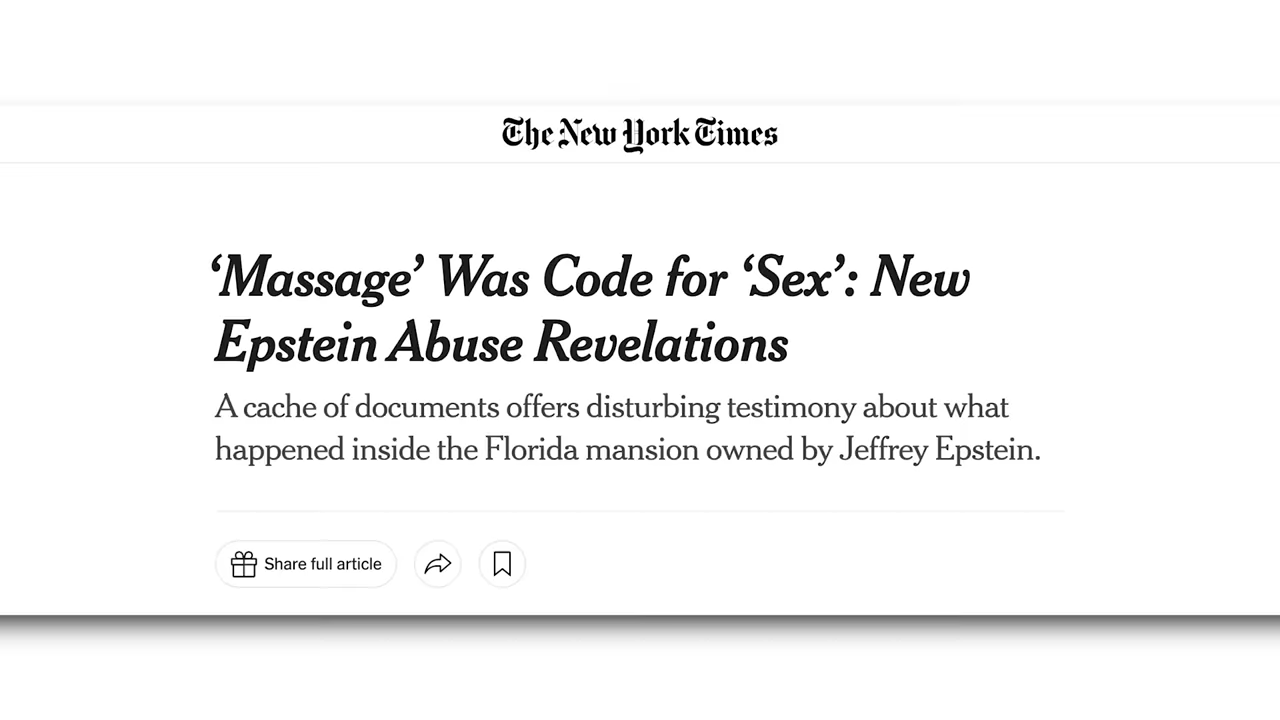 The New York Times
‘Massage’ Was Code for ‘Sex’: New
Epstein Abuse Revelations
A cache of documents offers disturbing testimony about what
happened inside the Florida mansion owned by Jeffrey Epstein.
Share full article